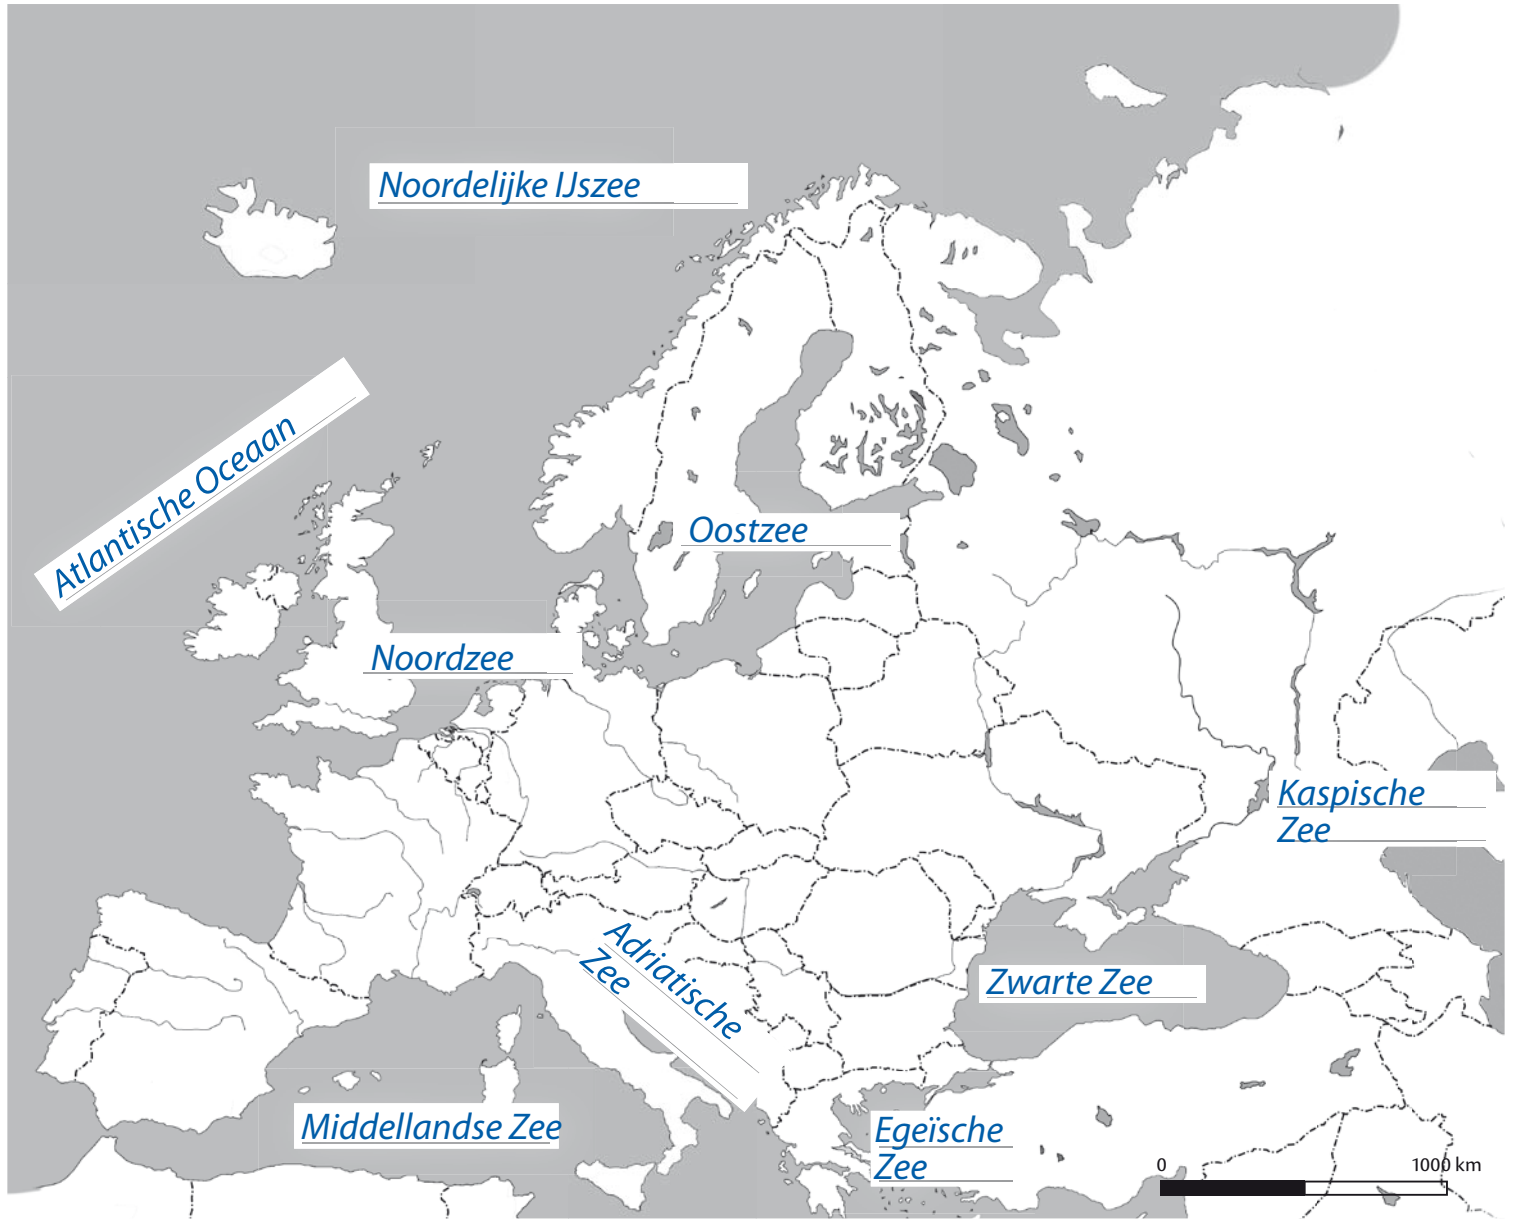 Noordelijke IJszee
Atlantische Oceaan
Oostzee
Noordzee
Kaspische
Zee
Adriatische
Zee
Zwarte Zee
Middellandse Zee
Egeïsche
Zee
0 1000 km